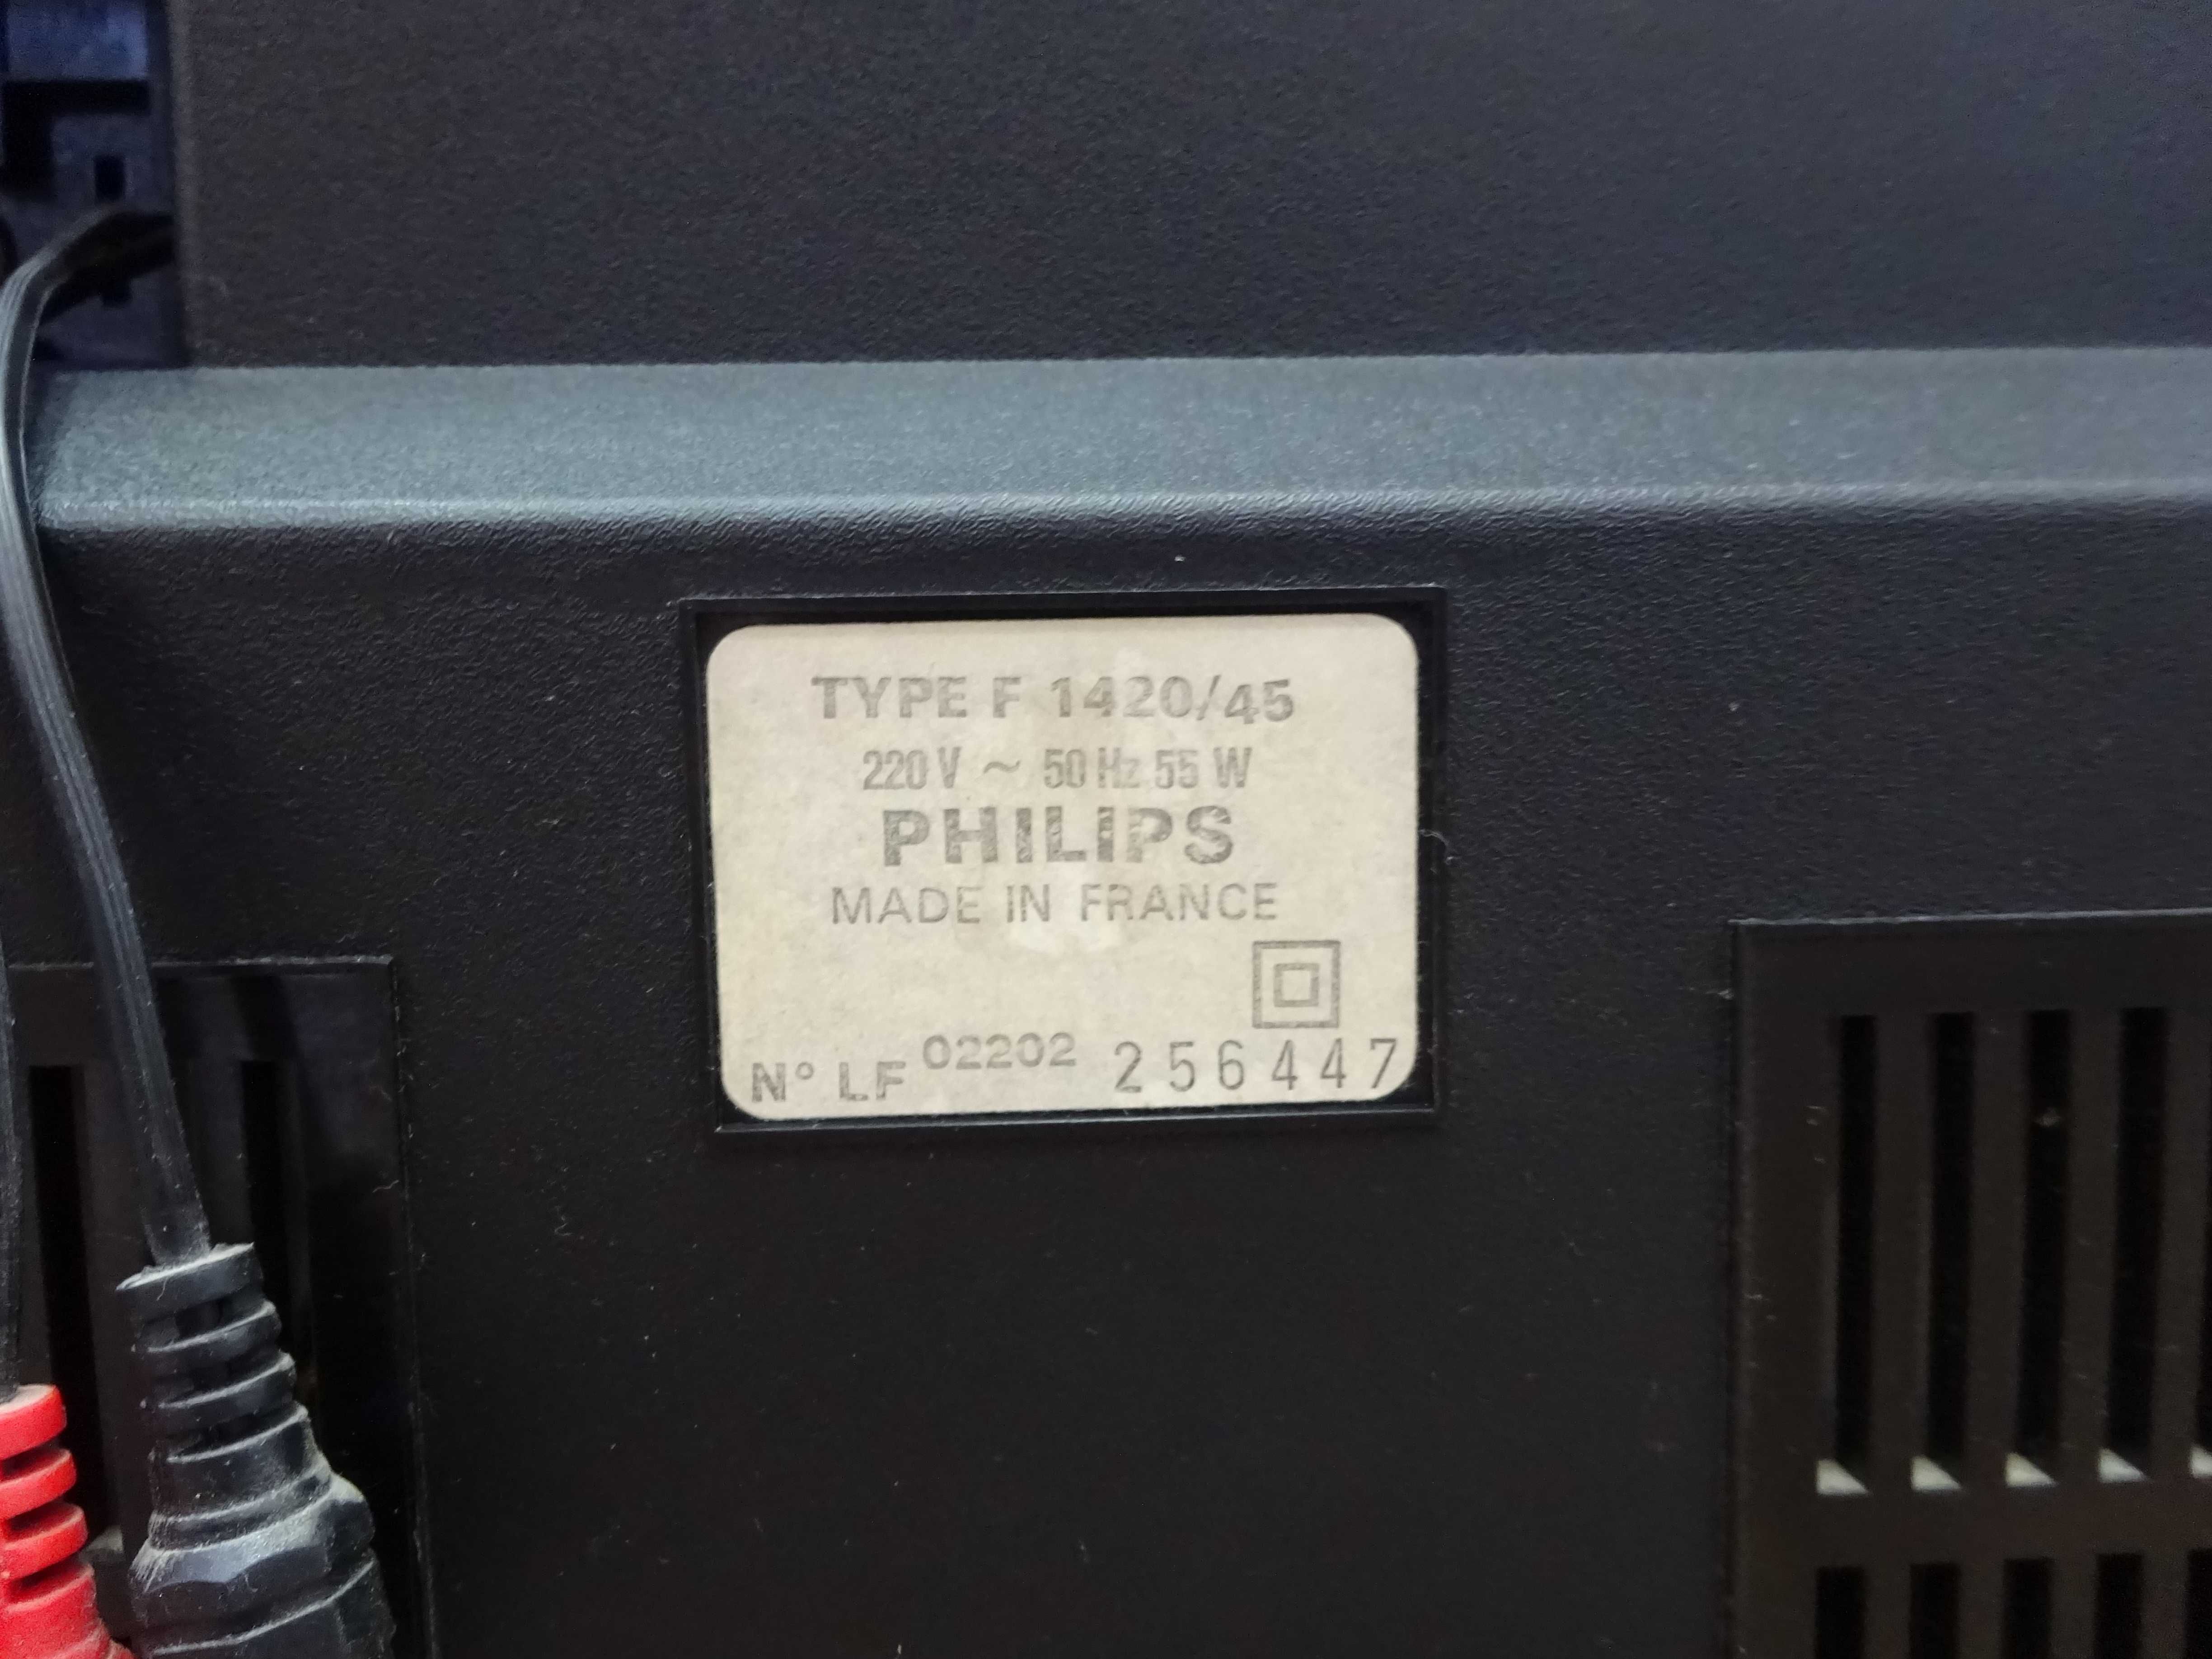 TYPE F 1420/45
220 V ~ 50 Hz 55 W
PHILIPS
MADE IN FRANCE
N° LF 02202 256447